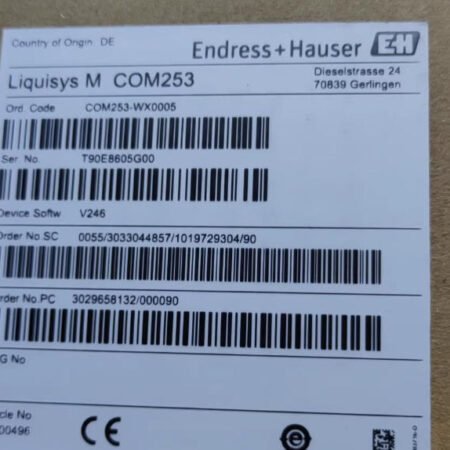 Country of Origin DE
Endress+Hauser EH
Liquisys M COM253
Dieselstrasse 24
70839 Gerlingen
Ord. Code COM253-WX0005
Ser No. T90E8605G00
Device Softw V246
Order No.SC 0055/3033044857/1019729304/90
rder No.PC 3029658132/000090
G No
cle No
00496
CE
e